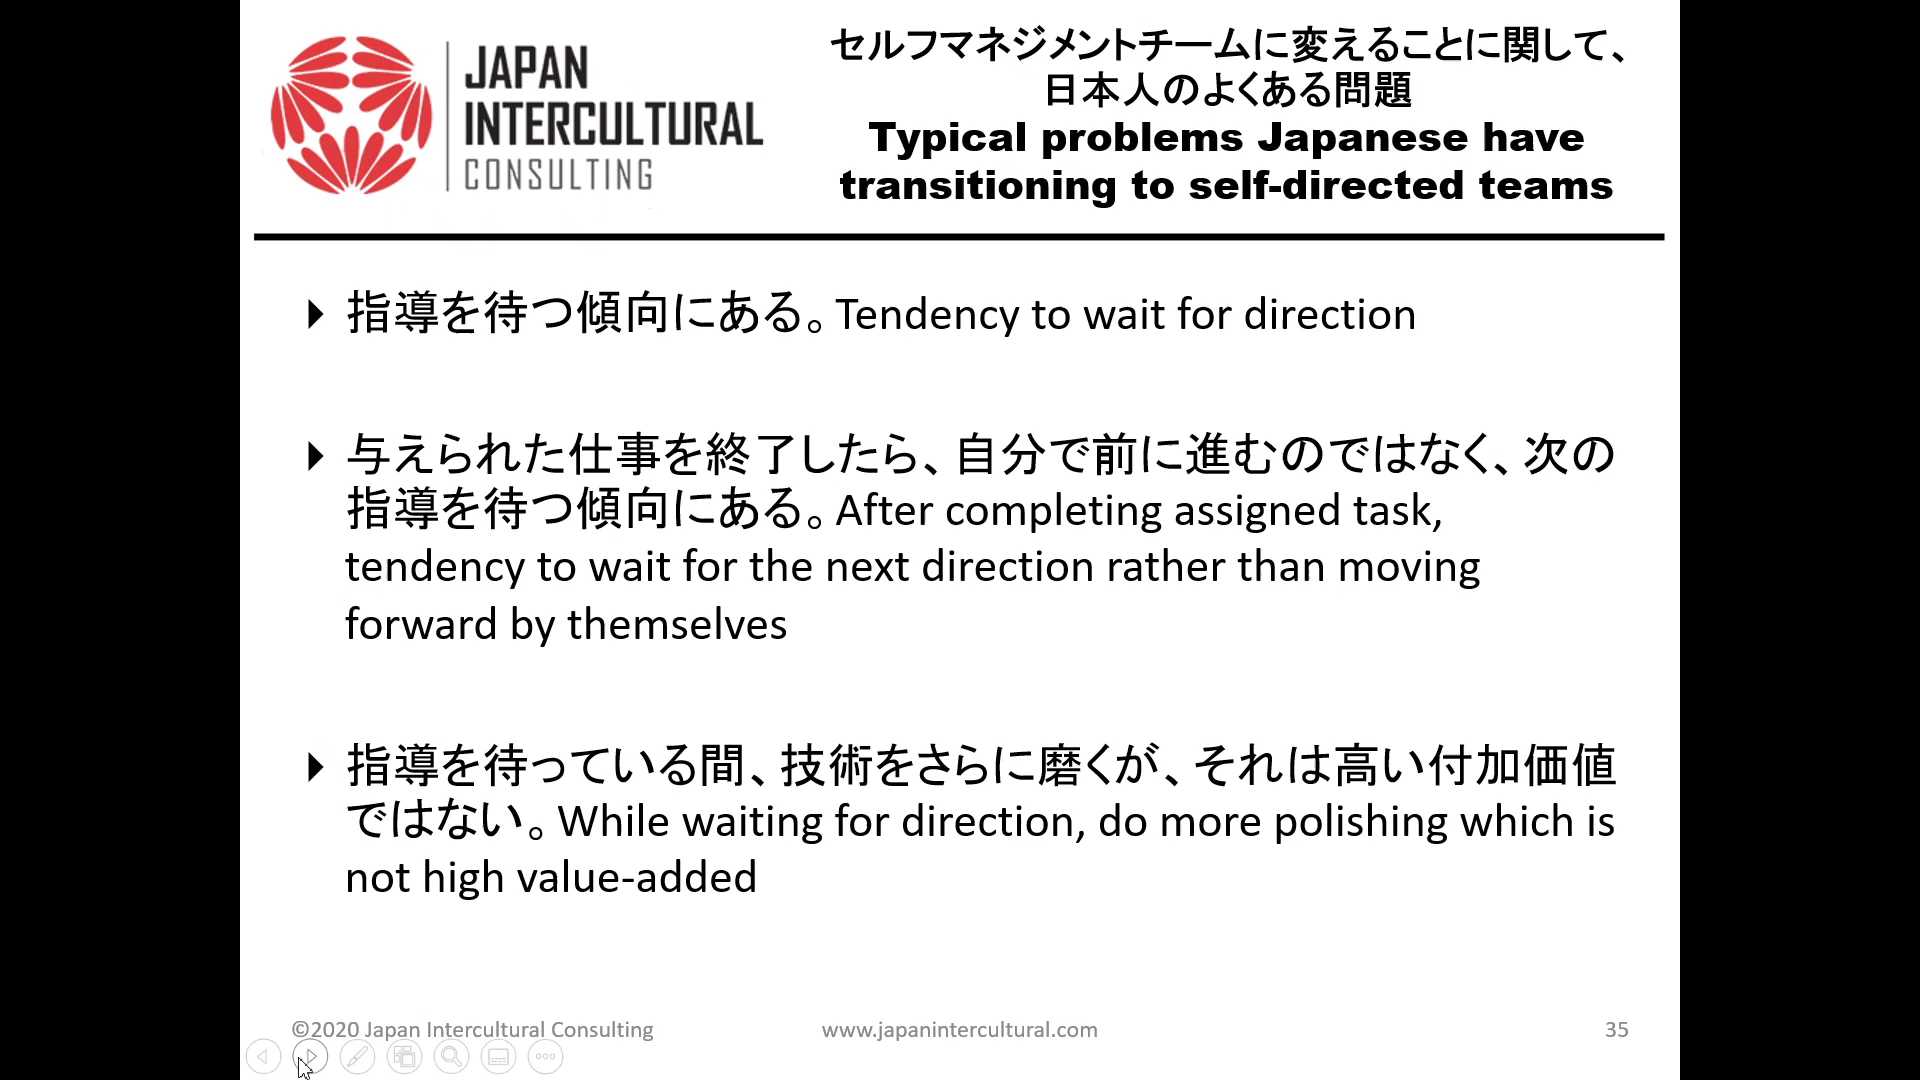 JAPAN
INTERCULTURAL
CONSULTING
セルフマネジメントチームに変えることに関して、
日本人のよくある問題
Typical problems Japanese have
transitioning to self-directed teams
指導を待つ傾向にある。Tendency to wait for direction
与えられた仕事を終了したら、自分で前に進むのではなく、次の
指導を待つ傾向にある。After completing assigned task,
tendency to wait for the next direction rather than moving
forward by themselves
指導を待っている間、技術をさらに磨くが、それは高い付加価値
ではない。While waiting for direction, do more polishing which is
not high value-added
©2020 Japan Intercultural Consulting
www.japanintercultural.com
35